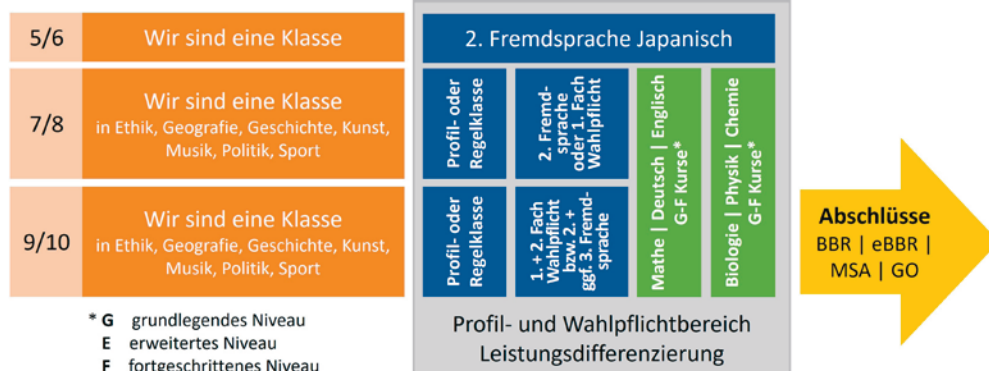 5/6
Wir sind eine Klasse
2. Fremdsprache Japanisch
7/8
Wir sind eine Klasse
in Ethik, Geografie, Geschichte, Kunst,
Musik, Politik, Sport
Profil- oder
Regelklasse
2. Fremd-
sprache
oder 1. Fach
Wahlpflicht
9/10
Wir sind eine Klasse
in Ethik, Geografie, Geschichte, Kunst,
Musik, Politik, Sport
Profil- oder
Regelklasse
1. + 2. Fach
Wahlpflicht
bzw. 2. +
ggf. 3. Fremd-
sprache
Mathe | Deutsch | Englisch
G-F Kurse*
Biologie | Physik | Chemie
G-F Kurse*
Abschlüsse
BBR | eBBR |
MSA | GO
* G grundlegendes Niveau
E erweitertes Niveau
F fortgeschrittenes Niveau
Profil- und Wahlpflichtbereich
Leistungsdifferenzierung